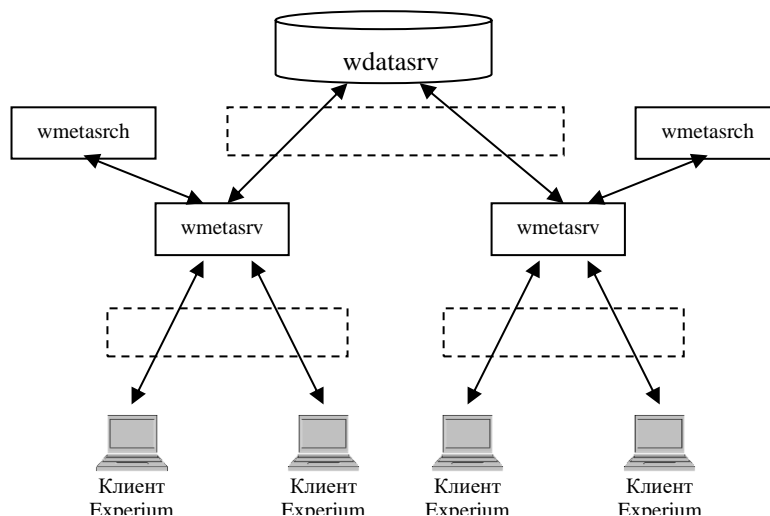 wdatasrv
wmetasrch
wmetasrch
wmetasrv
wmetasrv
Клиент
Experium
Клиент
Experium
Клиент
Experium
Клиент
Experium